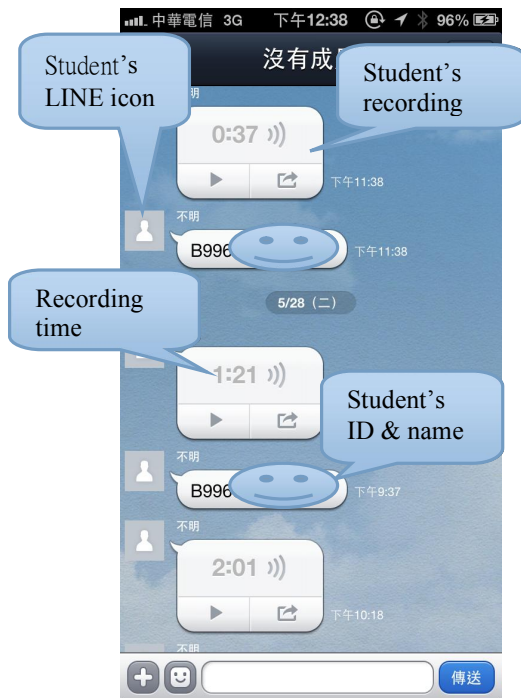 中華電信 3G 下午12:38 96%
沒有成
Student's
LINE icon
Student's
recording
0:37
下午11:38
不明
B996
下午11:38
5/28 (二)
Recording
time
1:21
Student's
ID & name
不明
B996
下午9:37
不明
2:01
下午10:18
不明
傳送